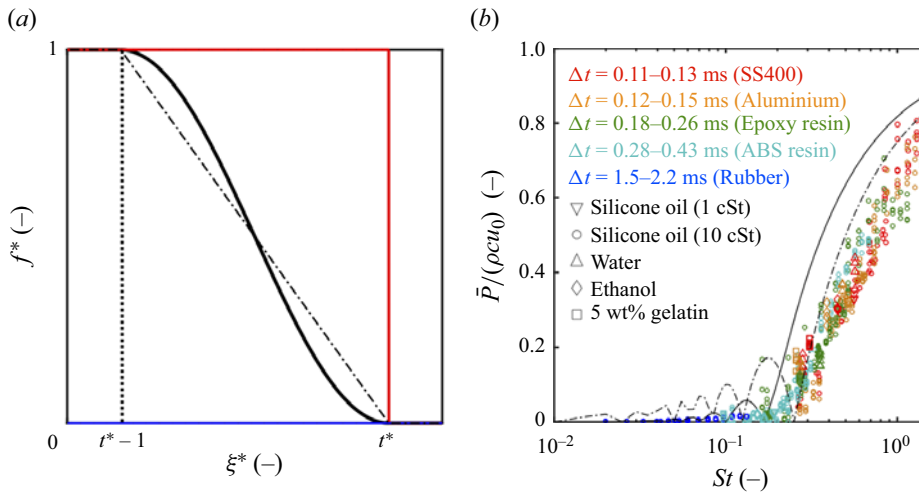 (a)
1
f* (–)
0
t* – 1
t*
ξ* (–)
(b)
1.0
0.8
0.6
0.4
0.2
0
P̄/(ρcu₀) (–)
Δt = 0.11–0.13 ms (SS400)
Δt = 0.12–0.15 ms (Aluminium)
Δt = 0.18–0.26 ms (Epoxy resin)
Δt = 0.28–0.43 ms (ABS resin)
Δt = 1.5–2.2 ms (Rubber)
Silicone oil (1 cSt)
Silicone oil (10 cSt)
Water
Ethanol
5 wt% gelatin
10⁻²
10⁻¹
10⁰
St (–)